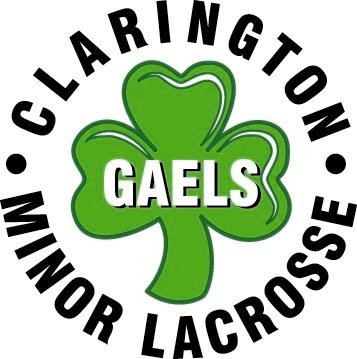 • CLARINGTON •
GAELS
MINOR LACROSSE